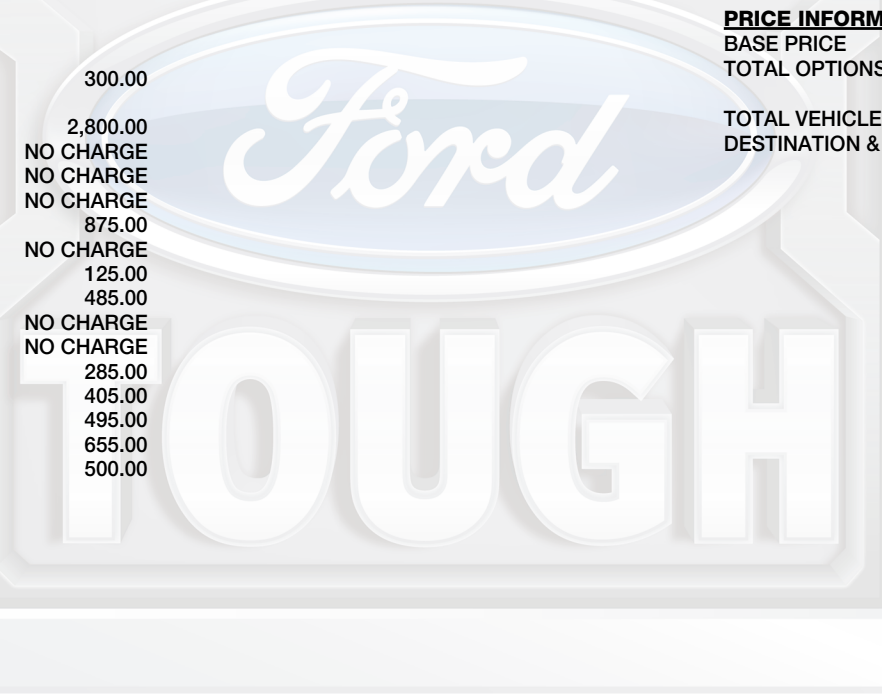 300.00
2,800.00
NO CHARGE
NO CHARGE
NO CHARGE
875.00
NO CHARGE
125.00
485.00
NO CHARGE
NO CHARGE
285.00
405.00
495.00
655.00
500.00
PRICE INFORM
BASE PRICE
TOTAL OPTIONS
TOTAL VEHICLE
DESTINATION &
Ford
TOUGH